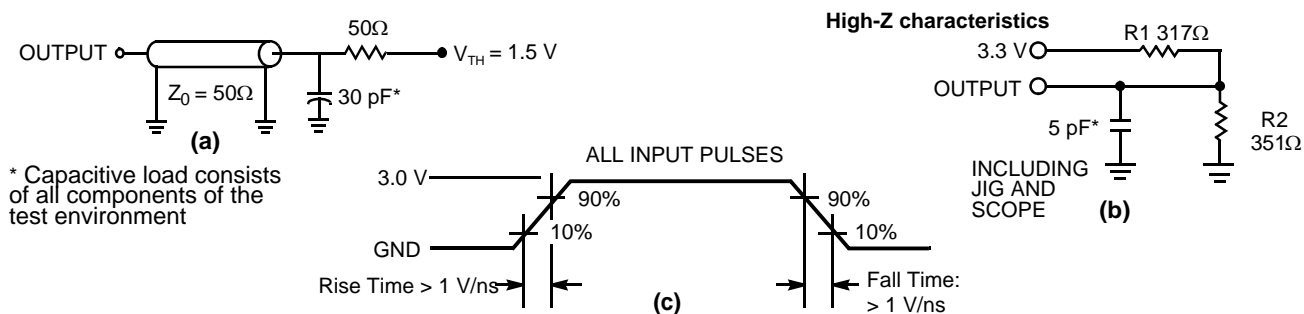 OUTPUT
50Ω
V_TH = 1.5 V
Z_0 = 50Ω
30 pF*
(a)
* Capacitive load consists
of all components of the
test environment
High-Z characteristics
3.3 V
R1 317Ω
OUTPUT
5 pF*
R2
351Ω
INCLUDING
JIG AND
SCOPE
(b)
ALL INPUT PULSES
3.0 V
90%
90%
10%
10%
GND
Rise Time > 1 V/ns
Fall Time:
> 1 V/ns
(c)